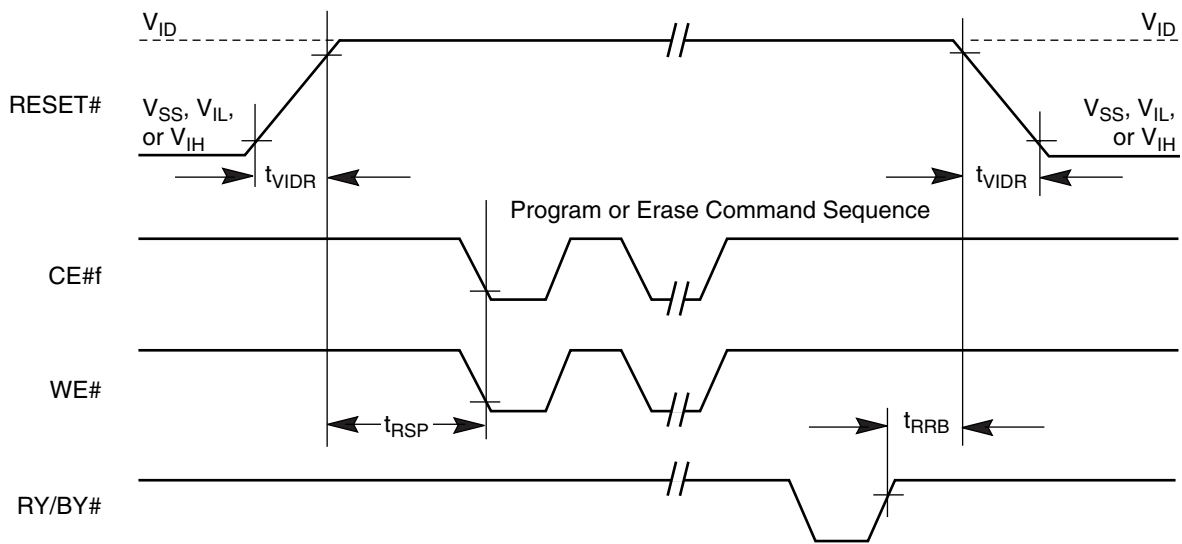 VID
VID
RESET#
VSS, VIL,
or VIH
VSS, VIL,
or VIH
tVIDR
tVIDR
Program or Erase Command Sequence
CE#f
WE#
tRSP
tRRB
RY/BY#